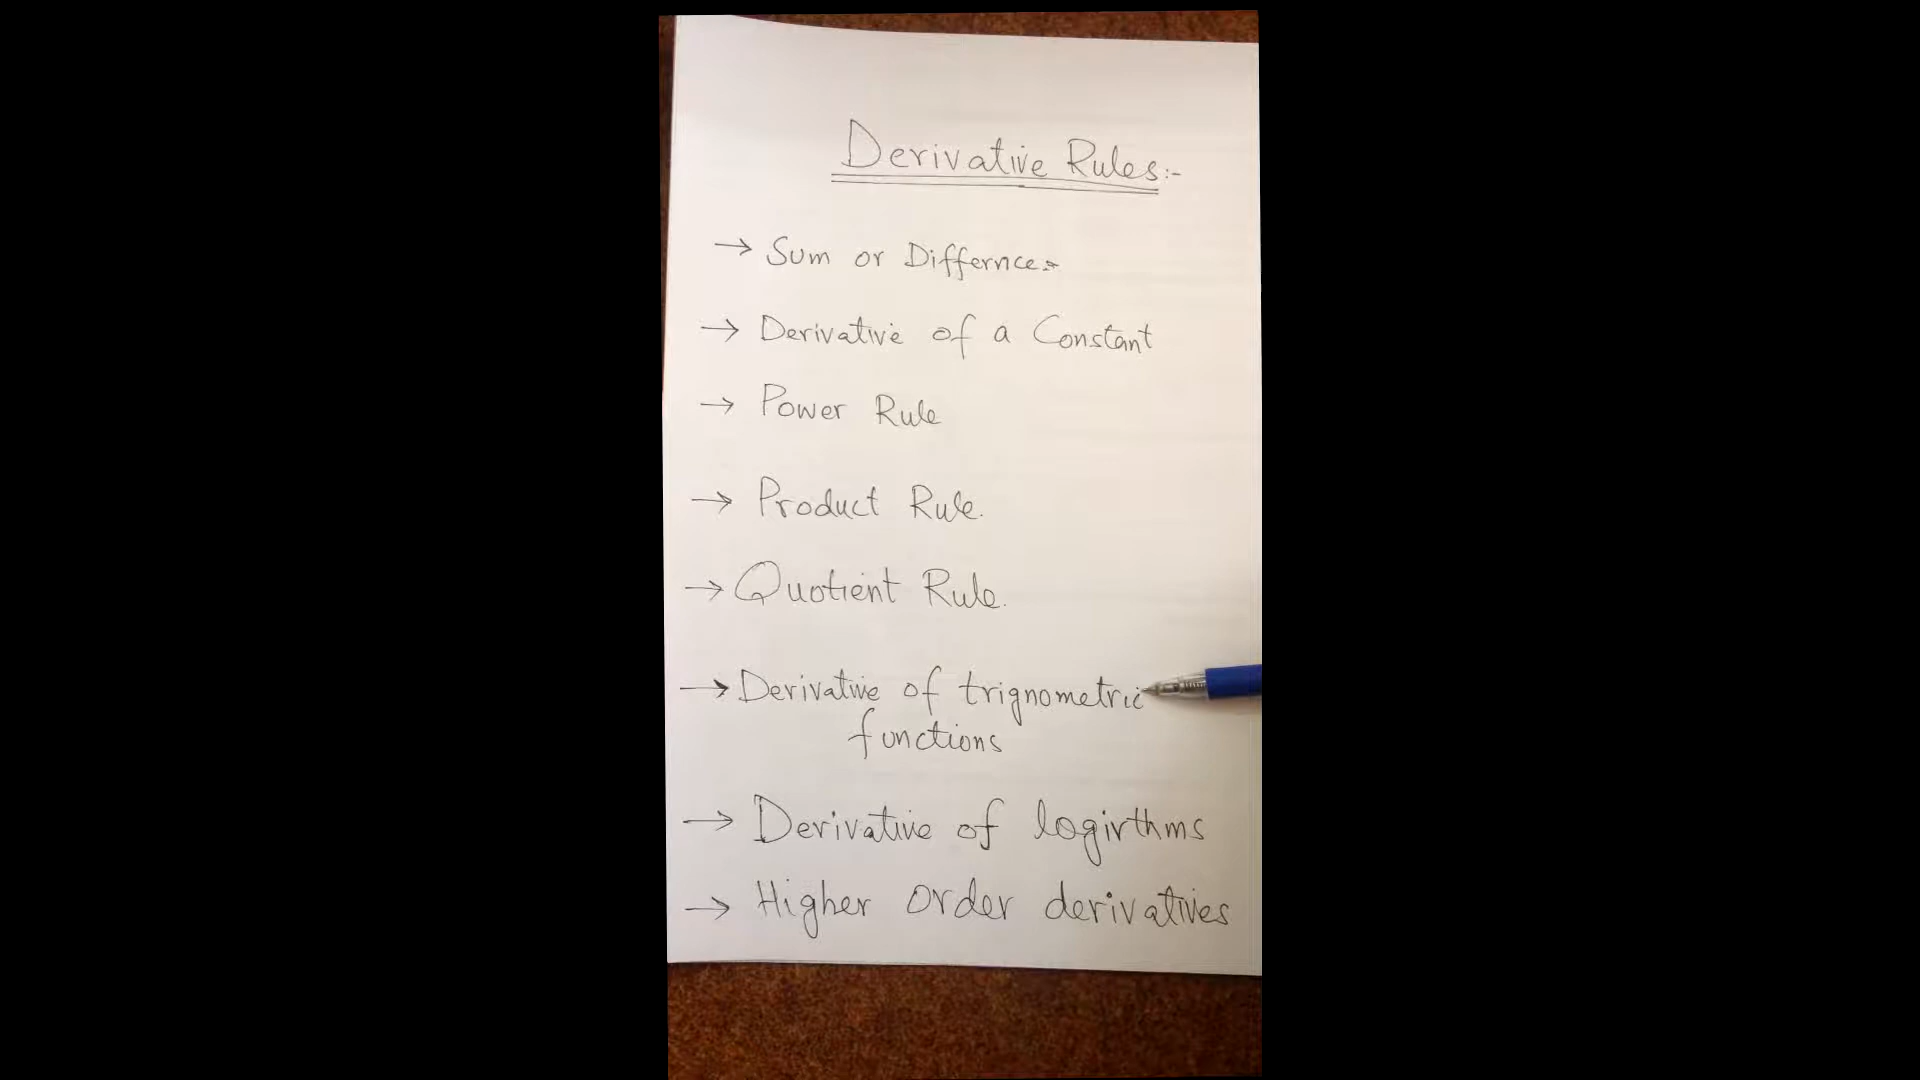 Derivative Rules:-
→ Sum or Differnce:-
→ Derivative of a Constant
→ Power Rule
→ Product Rule.
→ Quotient Rule.
→ Derivative of trignometric
functions
→ Derivative of logirthms
→ Higher order derivatives